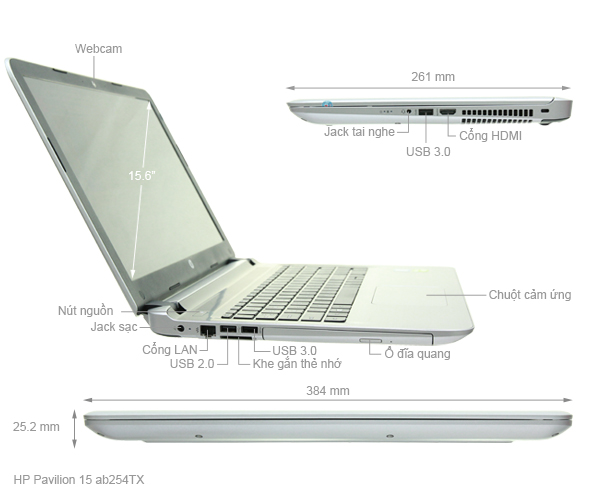 Webcam
261 mm
Jack tai nghe
Cổng HDMI
USB 3.0
15.6"
Nút nguồn
Chuột cảm ứng
Jack sạc
Cổng LAN
USB 3.0
Ổ đĩa quang
USB 2.0
Khe gắn thẻ nhớ
384 mm
25.2 mm
HP Pavilion 15 ab254TX